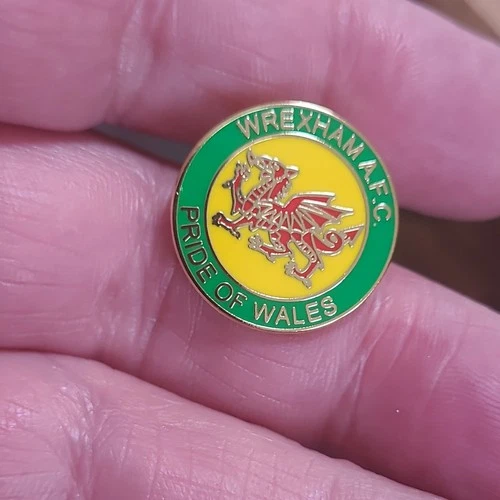 WREXHAM A.F.C.
PRIDE OF WALES